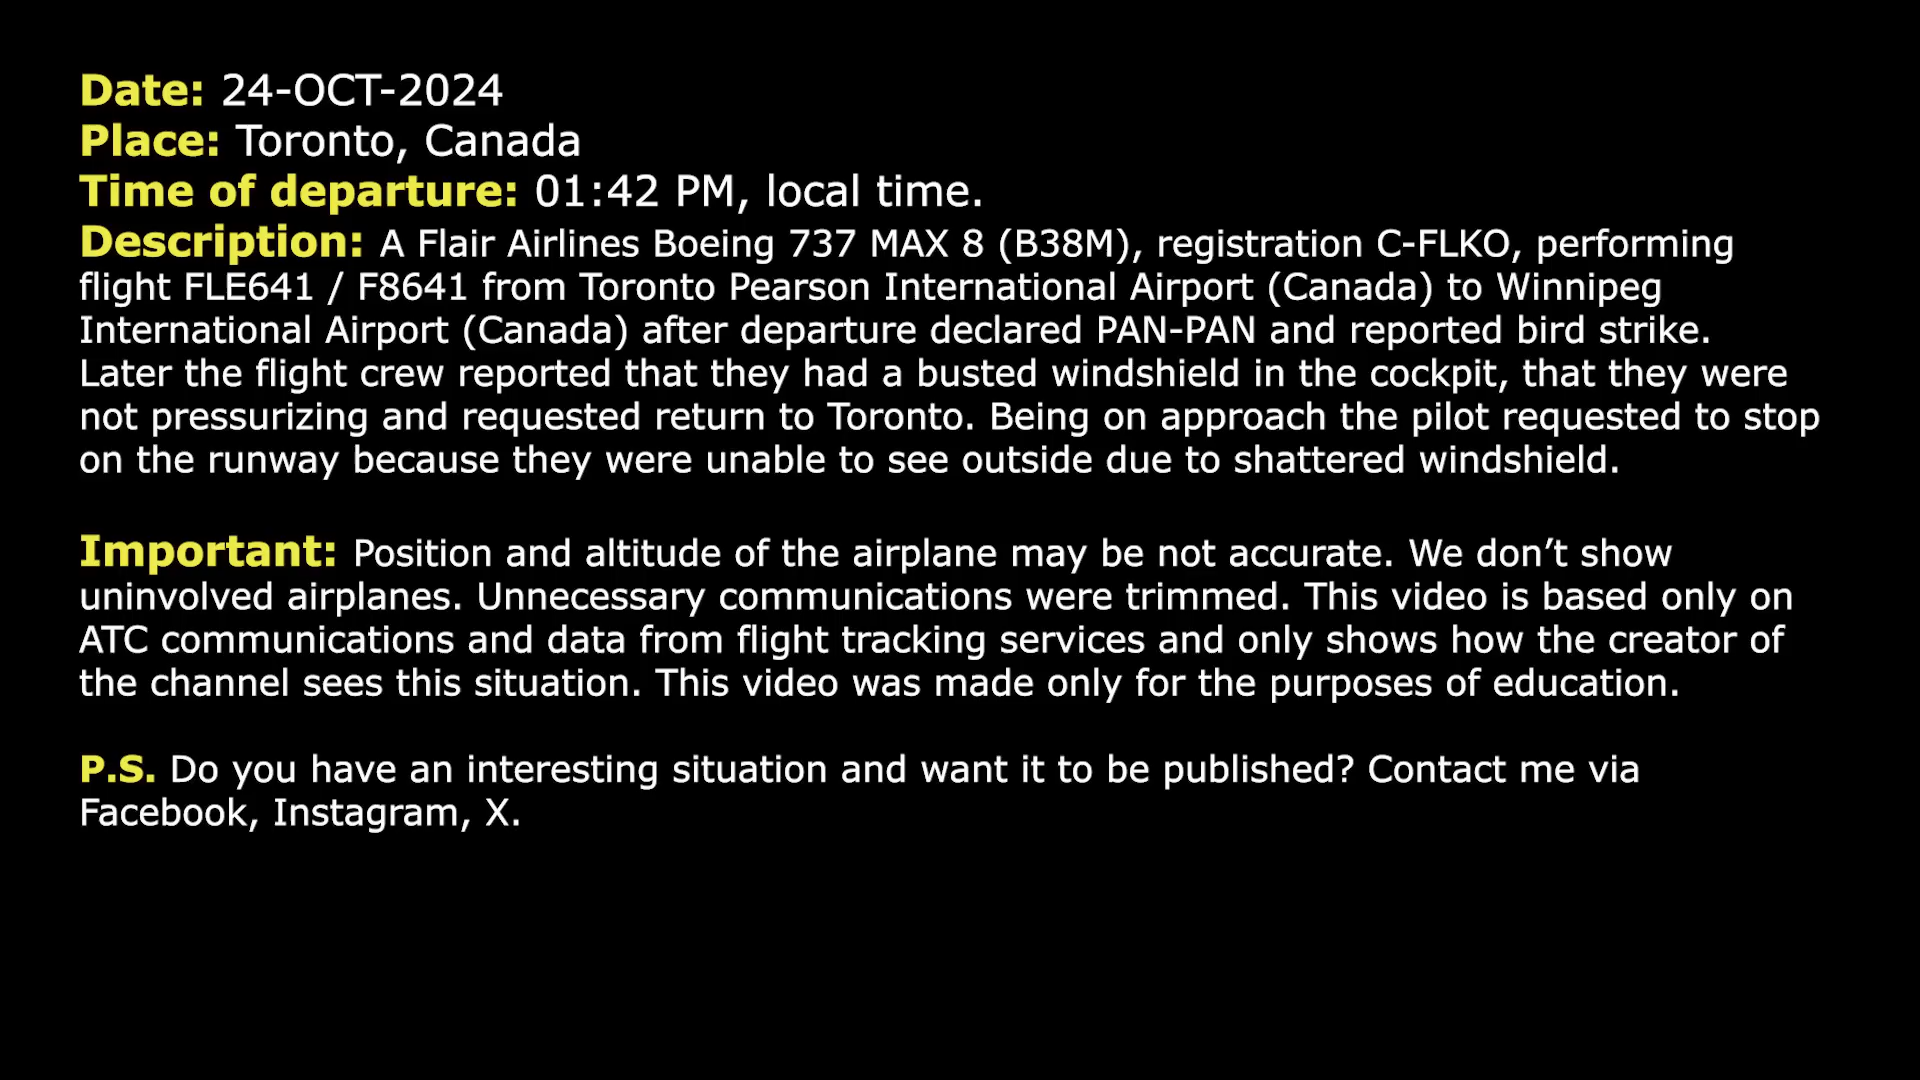 Date: 24-OCT-2024
Place: Toronto, Canada
Time of departure: 01:42 PM, local time.
Description: A Flair Airlines Boeing 737 MAX 8 (B38M), registration C-FLKO, performing
flight FLE641 / F8641 from Toronto Pearson International Airport (Canada) to Winnipeg
International Airport (Canada) after departure declared PAN-PAN and reported bird strike.
Later the flight crew reported that they had a busted windshield in the cockpit, that they were
not pressurizing and requested return to Toronto. Being on approach the pilot requested to stop
on the runway because they were unable to see outside due to shattered windshield.
Important: Position and altitude of the airplane may be not accurate. We don’t show
uninvolved airplanes. Unnecessary communications were trimmed. This video is based only on
ATC communications and data from flight tracking services and only shows how the creator of
the channel sees this situation. This video was made only for the purposes of education.
P.S. Do you have an interesting situation and want it to be published? Contact me via
Facebook, Instagram, X.